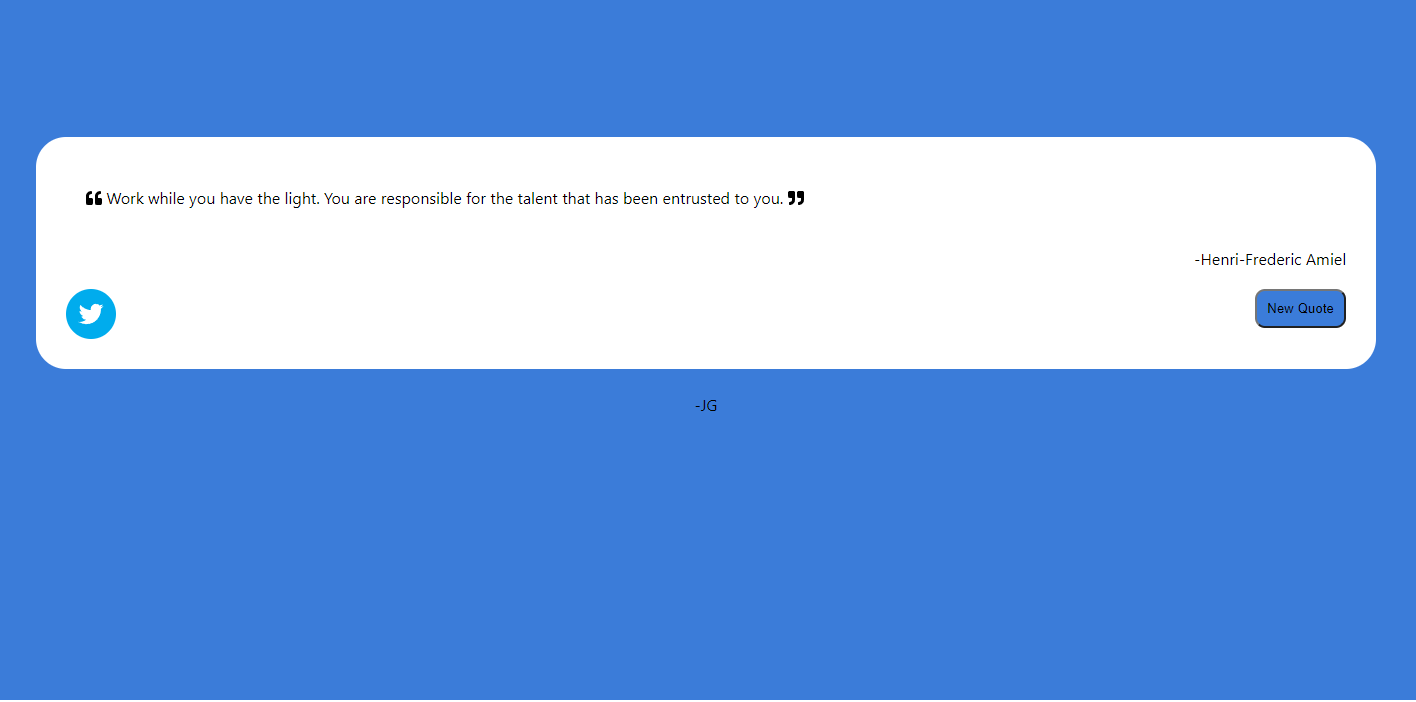 ❝ Work while you have the light. You are responsible for the talent that has been entrusted to you. ❞
-Henri-Frederic Amiel
New Quote
-JG